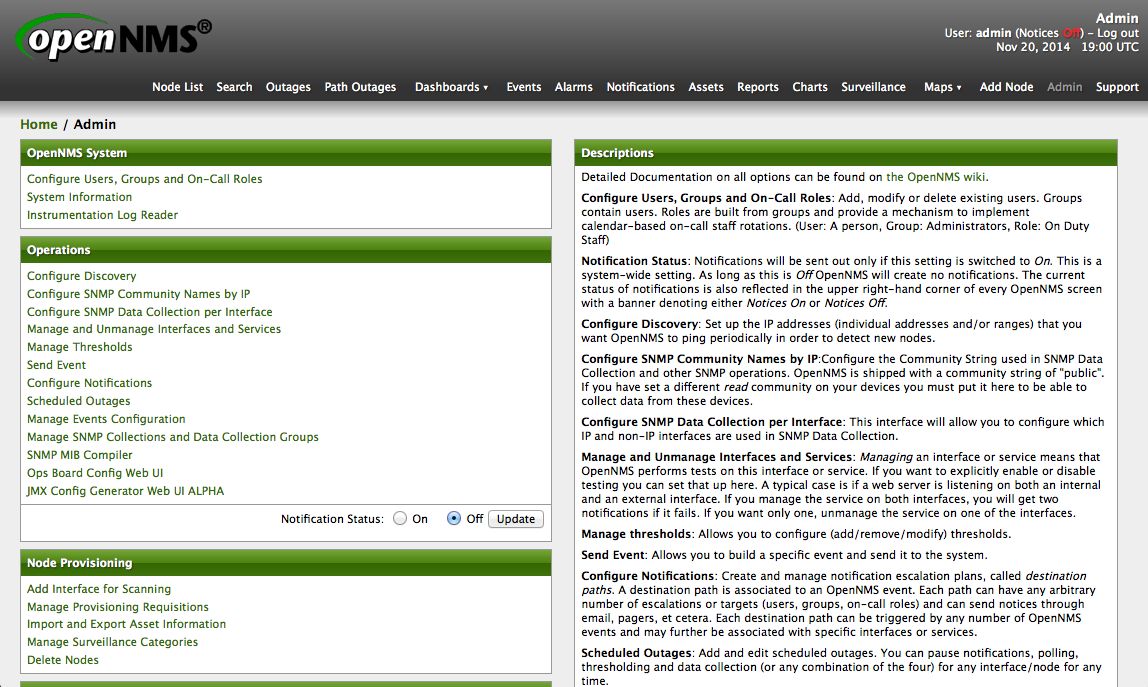 openNMS®
Admin
User: admin (Notices Off) - Log out
Nov 20, 2014 19:00 UTC
Node List Search Outages Path Outages Dashboards ▾ Events Alarms Notifications Assets Reports Charts Surveillance Maps ▾ Add Node Admin Support
Home / Admin
OpenNMS System
Configure Users, Groups and On-Call Roles
System Information
Instrumentation Log Reader
Operations
Configure Discovery
Configure SNMP Community Names by IP
Configure SNMP Data Collection per Interface
Manage and Unmanage Interfaces and Services
Manage Thresholds
Send Event
Configure Notifications
Scheduled Outages
Manage Events Configuration
Manage SNMP Collections and Data Collection Groups
SNMP MIB Compiler
Ops Board Config Web UI
JMX Config Generator Web UI ALPHA
Notification Status: On Off Update
Node Provisioning
Add Interface for Scanning
Manage Provisioning Requisitions
Import and Export Asset Information
Manage Surveillance Categories
Delete Nodes
Descriptions
Detailed Documentation on all options can be found on the OpenNMS wiki.
Configure Users, Groups and On-Call Roles: Add, modify or delete existing users. Groups
contain users. Roles are built from groups and provide a mechanism to implement
calendar-based on-call staff rotations. (User: A person, Group: Administrators, Role: On Duty
Staff)
Notification Status: Notifications will be sent out only if this setting is switched to On. This is a
system-wide setting. As long as this is Off OpenNMS will create no notifications. The current
status of notifications is also reflected in the upper right-hand corner of every OpenNMS screen
with a banner denoting either Notices On or Notices Off.
Configure Discovery: Set up the IP addresses (individual addresses and/or ranges) that you
want OpenNMS to ping periodically in order to detect new nodes.
Configure SNMP Community Names by IP:Configure the Community String used in SNMP Data
Collection and other SNMP operations. OpenNMS is shipped with a community string of "public".
If you have set a different read community on your devices you must put it here to be able to
collect data from these devices.
Configure SNMP Data Collection per Interface: This interface will allow you to configure which
IP and non-IP interfaces are used in SNMP Data Collection.
Manage and Unmanage Interfaces and Services: Managing an interface or service means that
OpenNMS performs tests on this interface or service. If you want to explicitly enable or disable
testing you can set that up here. A typical case is if a web server is listening on both an internal
and an external interface. If you manage the service on both interfaces, you will get two
notifications if it fails. If you want only one, unmanage the service on one of the interfaces.
Manage thresholds: Allows you to configure (add/remove/modify) thresholds.
Send Event: Allows you to build a specific event and send it to the system.
Configure Notifications: Create and manage notification escalation plans, called destination
paths. A destination path is associated to an OpenNMS event. Each path can have any arbitrary
number of escalations or targets (users, groups, on-call roles) and can send notices through
email, pagers, et cetera. Each destination path can be triggered by any number of OpenNMS
events and may further be associated with specific interfaces or services.
Scheduled Outages: Add and edit scheduled outages. You can pause notifications, polling,
thresholding and data collection (or any combination of the four) for any interface/node for any
time.